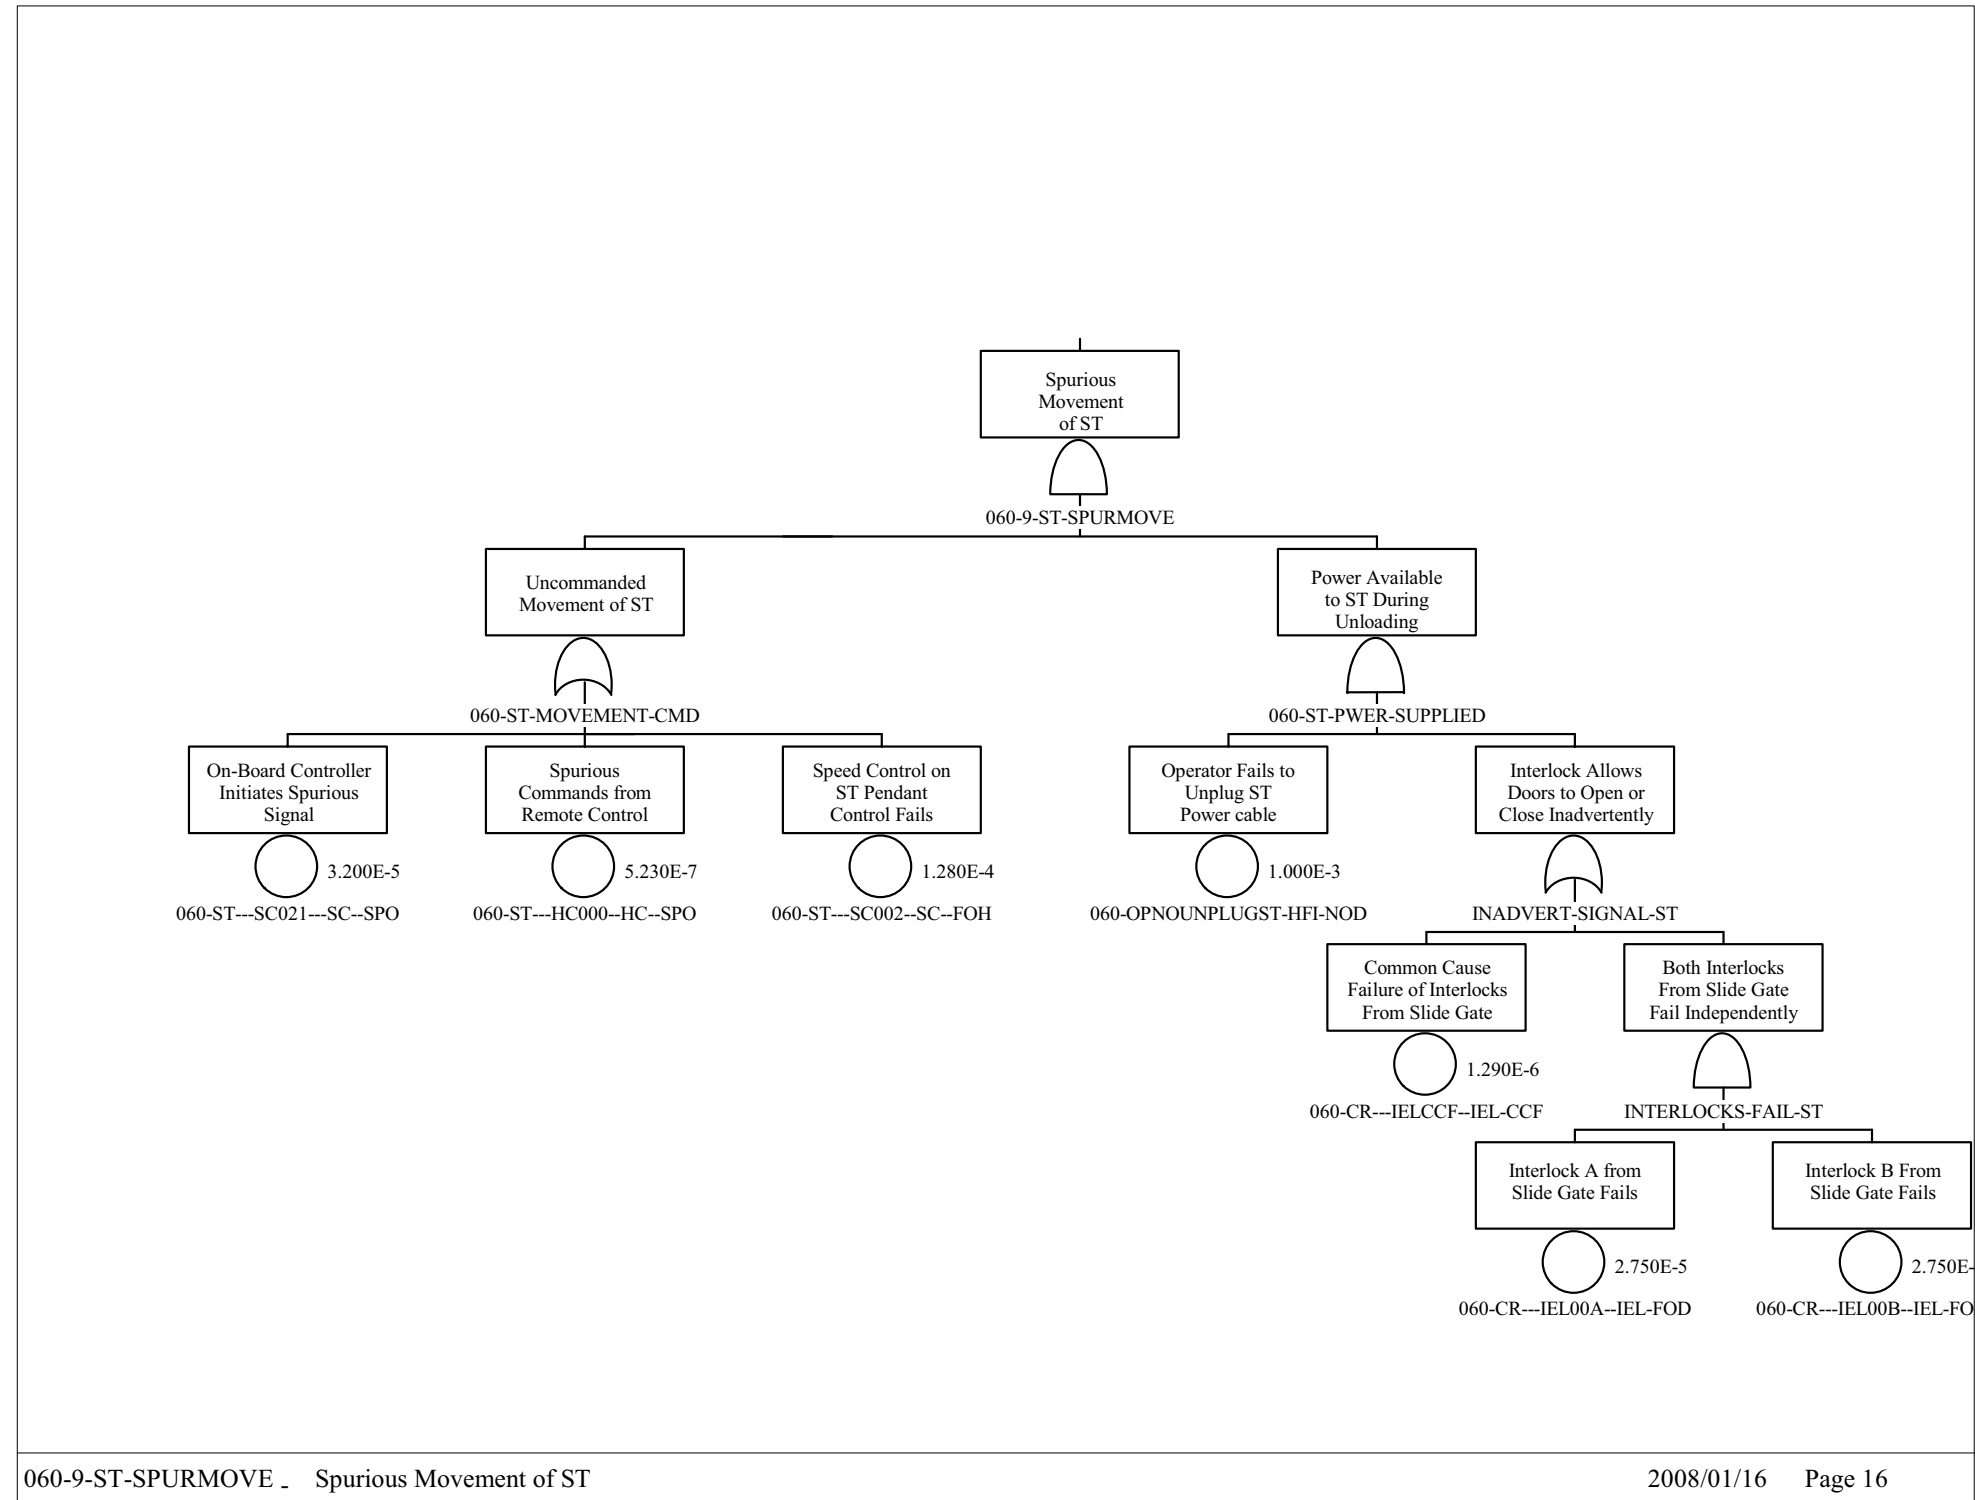 Spurious
Movement
of ST
060-9-ST-SPURMOVE
Uncommanded
Movement of ST
060-ST-MOVEMENT-CMD
Power Available
to ST During
Unloading
060-ST-PWER-SUPPLIED
On-Board Controller
Initiates Spurious
Signal
3.200E-5
060-ST---SC021---SC--SPO
Spurious
Commands from
Remote Control
5.230E-7
060-ST---HC000--HC--SPO
Speed Control on
ST Pendant
Control Fails
1.280E-4
060-ST---SC002--SC--FOH
Operator Fails to
Unplug ST
Power cable
1.000E-3
060-OPNOUNPLUGST-HFI-NOD
Interlock Allows
Doors to Open or
Close Inadvertently
INADVERT-SIGNAL-ST
Common Cause
Failure of Interlocks
From Slide Gate
1.290E-6
060-CR---IELCCF--IEL-CCF
Both Interlocks
From Slide Gate
Fail Independently
INTERLOCKS-FAIL-ST
Interlock A from
Slide Gate Fails
2.750E-5
060-CR---IEL00A--IEL-FOD
Interlock B From
Slide Gate Fails
2.750E-
060-CR---IEL00B--IEL-FO
060-9-ST-SPURMOVE - Spurious Movement of ST
2008/01/16 Page 16